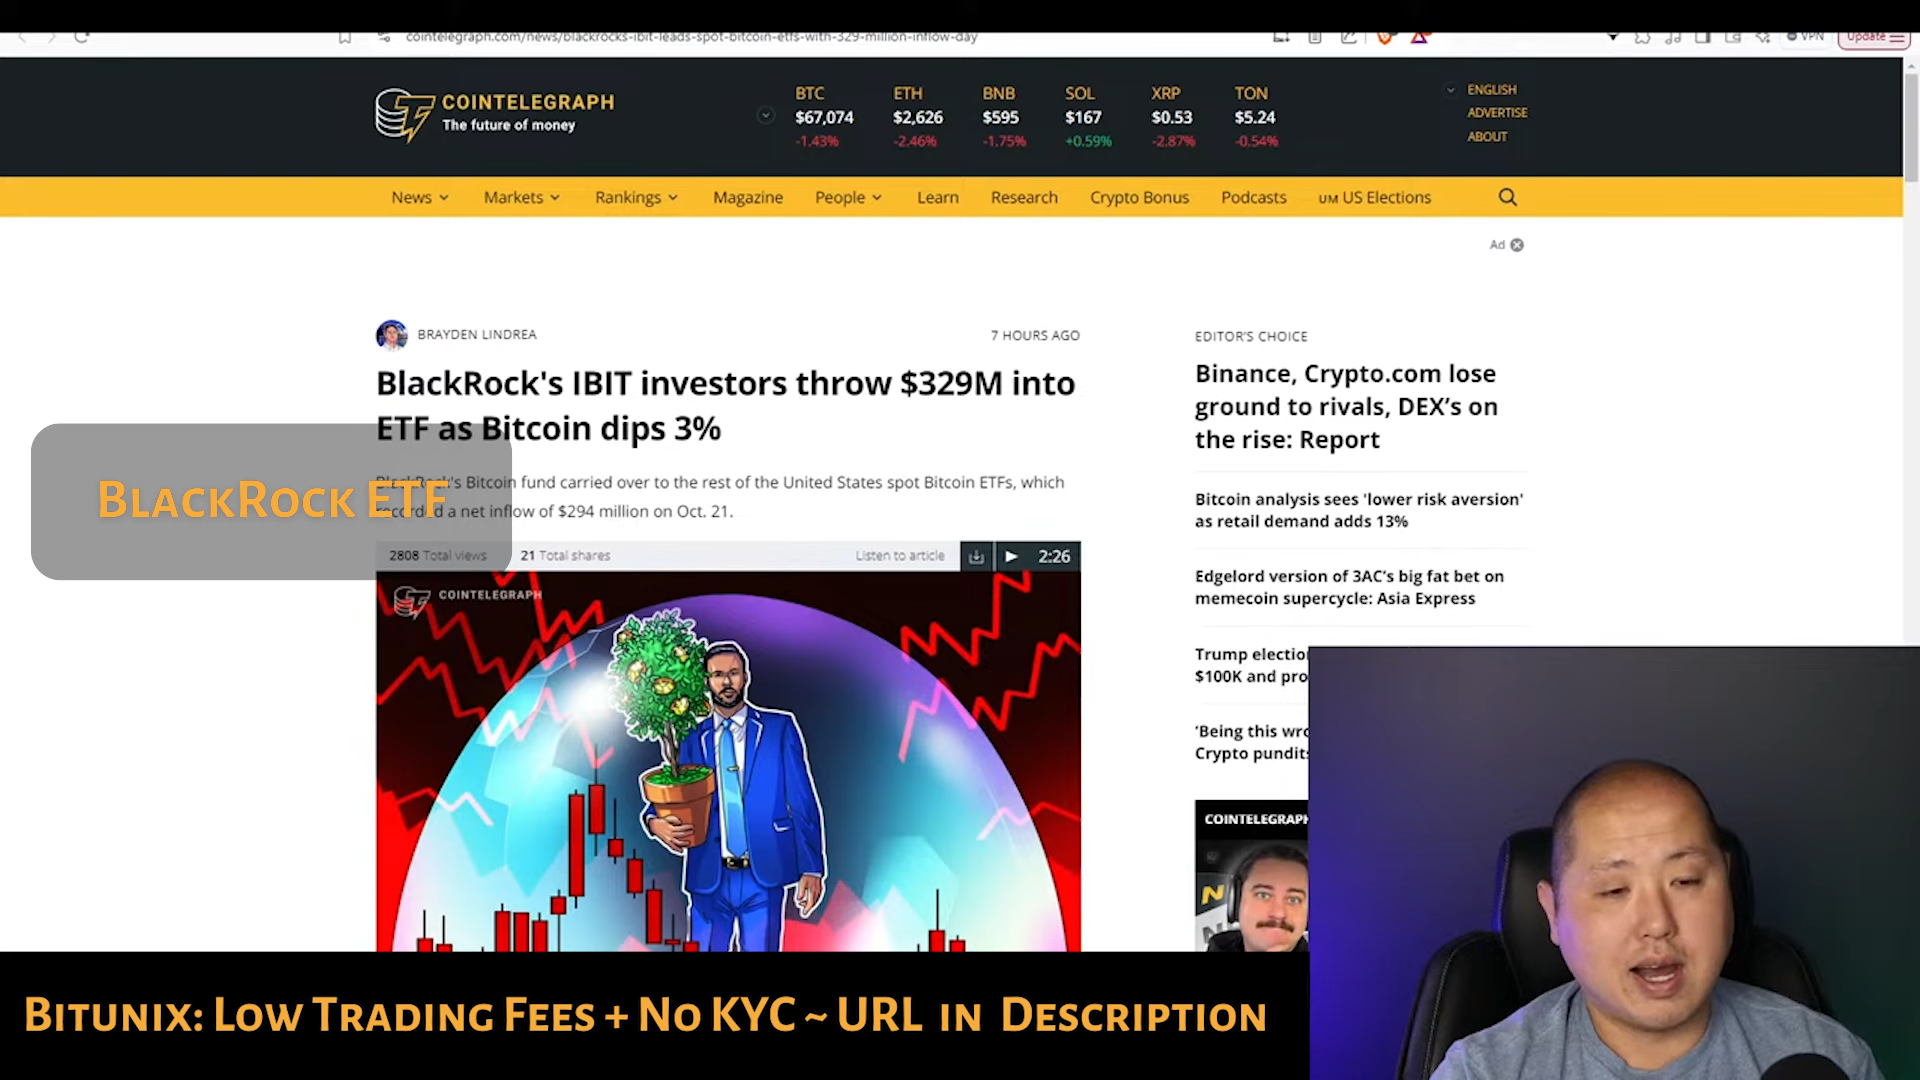 cointelegraph.com/news/blackrocks-ibit-leads-spot-bitcoin-etfs-with-329-million-inflow-day
VPN
Update
COINTELEGRAPH
The future of money
BTC ETH BNB SOL XRP TON
$67,074 $2,626 $595 $167 $0.53 $5.24
-1.43% -2.46% -1.75% +0.59% -2.87% -0.54%
ENGLISH
ADVERTISE
ABOUT
News Markets Rankings Magazine People Learn Research Crypto Bonus Podcasts UM US Elections
Ad
BRAYDEN LINDREA
7 HOURS AGO
BlackRock's IBIT investors throw $329M into
ETF as Bitcoin dips 3%
BlackRock's Bitcoin fund carried over to the rest of the United States spot Bitcoin ETFs, which
recorded a net inflow of $294 million on Oct. 21.
BlackRock ETF
2808 Total views 21 Total shares Listen to article 2:26
COINTELEGRAPH
EDITOR'S CHOICE
Binance, Crypto.com lose
ground to rivals, DEX's on
the rise: Report
Bitcoin analysis sees 'lower risk aversion'
as retail demand adds 13%
Edgelord version of 3AC's big fat bet on
memecoin supercycle: Asia Express
Trump electio
$100K and pro
'Being this wro
Crypto pundits
COINTELEGRAPH
Bitunix: Low Trading Fees + No KYC ~ URL in Description